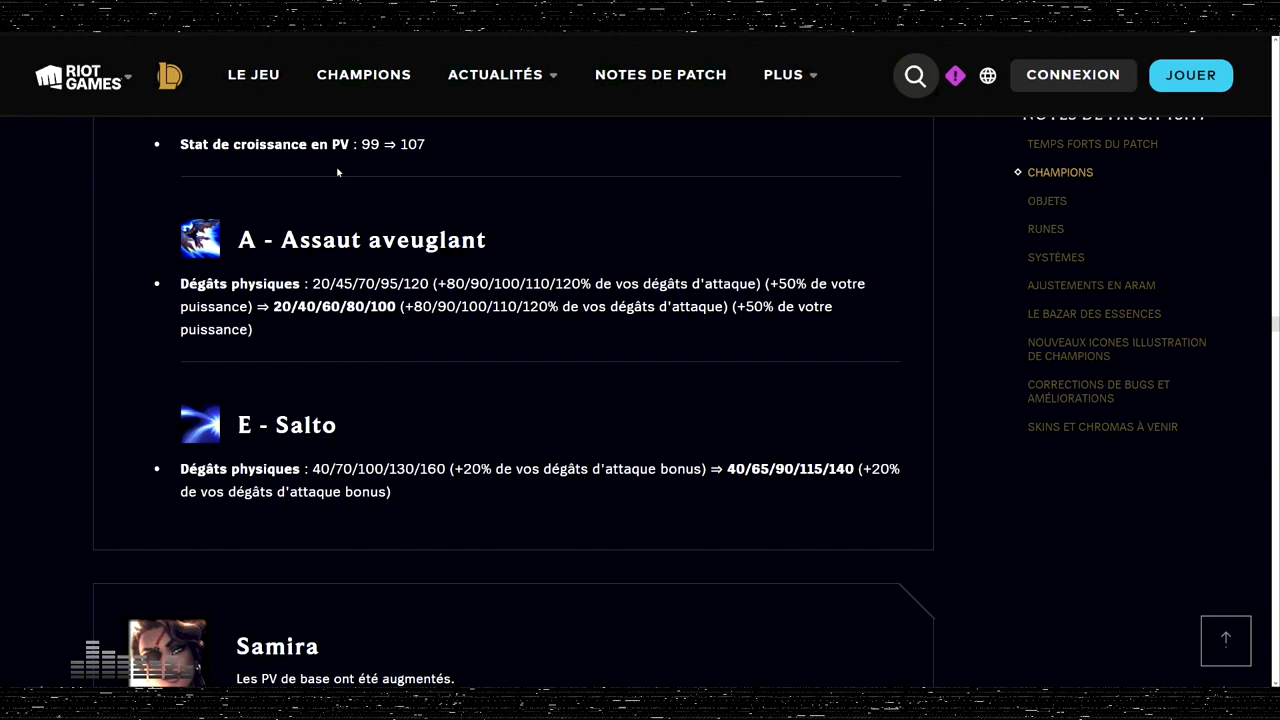 RIOT GAMES
LE JEU
CHAMPIONS
ACTUALITÉS
NOTES DE PATCH
PLUS
CONNEXION
JOUER
Stat de croissance en PV : 99 ⇒ 107
A - Assaut aveuglant
Dégâts physiques : 20/45/70/95/120 (+80/90/100/110/120% de vos dégâts d'attaque) (+50% de votre
puissance) ⇒ 20/40/60/80/100 (+80/90/100/110/120% de vos dégâts d'attaque) (+50% de votre
puissance)
E - Salto
Dégâts physiques : 40/70/100/130/160 (+20% de vos dégâts d'attaque bonus) ⇒ 40/65/90/115/140 (+20%
de vos dégâts d'attaque bonus)
Samira
Les PV de base ont été augmentés.
TEMPS FORTS DU PATCH
CHAMPIONS
OBJETS
RUNES
SYSTÈMES
AJUSTEMENTS EN ARAM
LE BAZAR DES ESSENCES
NOUVEAUX ICONES ILLUSTRATION
DE CHAMPIONS
CORRECTIONS DE BUGS ET
AMÉLIORATIONS
SKINS ET CHROMAS À VENIR